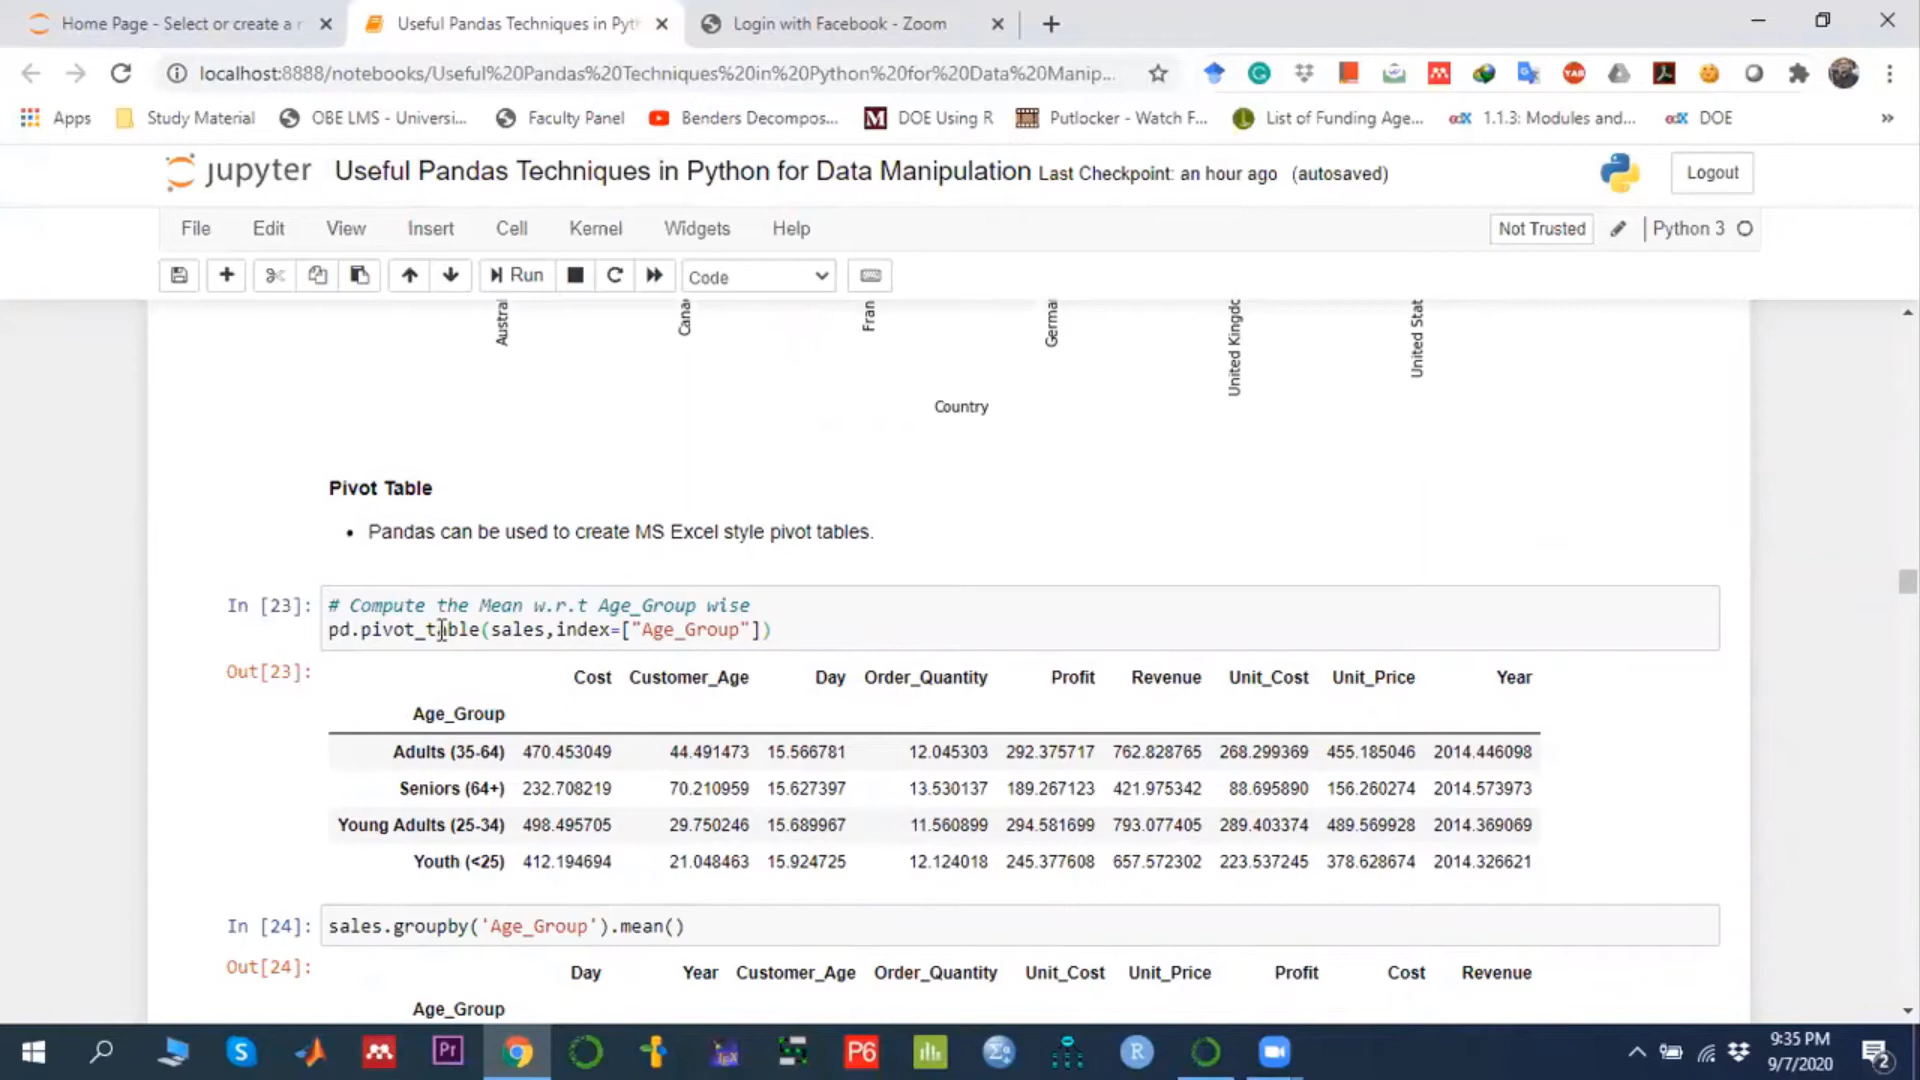 Home Page - Select or create a n
Useful Pandas Techniques in Pyth
Login with Facebook - Zoom
localhost:8888/notebooks/Useful%20Pandas%20Techniques%20in%20Python%20for%20Data%20Manip...
Apps
Study Material
OBE LMS - Universi...
Faculty Panel
Benders Decompos...
DOE Using R
Putlocker - Watch F...
List of Funding Age...
1.1.3: Modules and...
DOE
jupyter
Useful Pandas Techniques in Python for Data Manipulation Last Checkpoint: an hour ago (autosaved)
Logout
File Edit View Insert Cell Kernel Widgets Help
Not Trusted
Python 3
Run
Code
Austral
Cana
Fran
Germa
United Kingdo
United Stat
Country
Pivot Table
• Pandas can be used to create MS Excel style pivot tables.
In [23]: # Compute the Mean w.r.t Age_Group wise
pd.pivot_table(sales,index=["Age_Group"])
Out[23]:
Cost Customer_Age Day Order_Quantity Profit Revenue Unit_Cost Unit_Price Year
Age_Group
Adults (35-64) 470.453049 44.491473 15.566781 12.045303 292.375717 762.828765 268.299369 455.185046 2014.446098
Seniors (64+) 232.708219 70.210959 15.627397 13.530137 189.267123 421.975342 88.695890 156.260274 2014.573973
Young Adults (25-34) 498.495705 29.750246 15.689967 11.560899 294.581699 793.077405 289.403374 489.569928 2014.369069
Youth (<25) 412.194694 21.048463 15.924725 12.124018 245.377608 657.572302 223.537245 378.628674 2014.326621
In [24]: sales.groupby('Age_Group').mean()
Out[24]:
Day Year Customer_Age Order_Quantity Unit_Cost Unit_Price Profit Cost Revenue
Age_Group
9:35 PM
9/7/2020